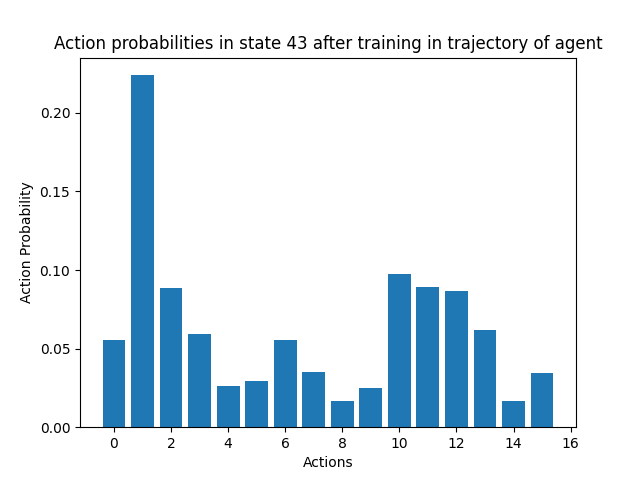 Action probabilities in state 43 after training in trajectory of agent
Action Probability
0.20
0.15
0.10
0.05
0.00
0 2 4 6 8 10 12 14 16
Actions